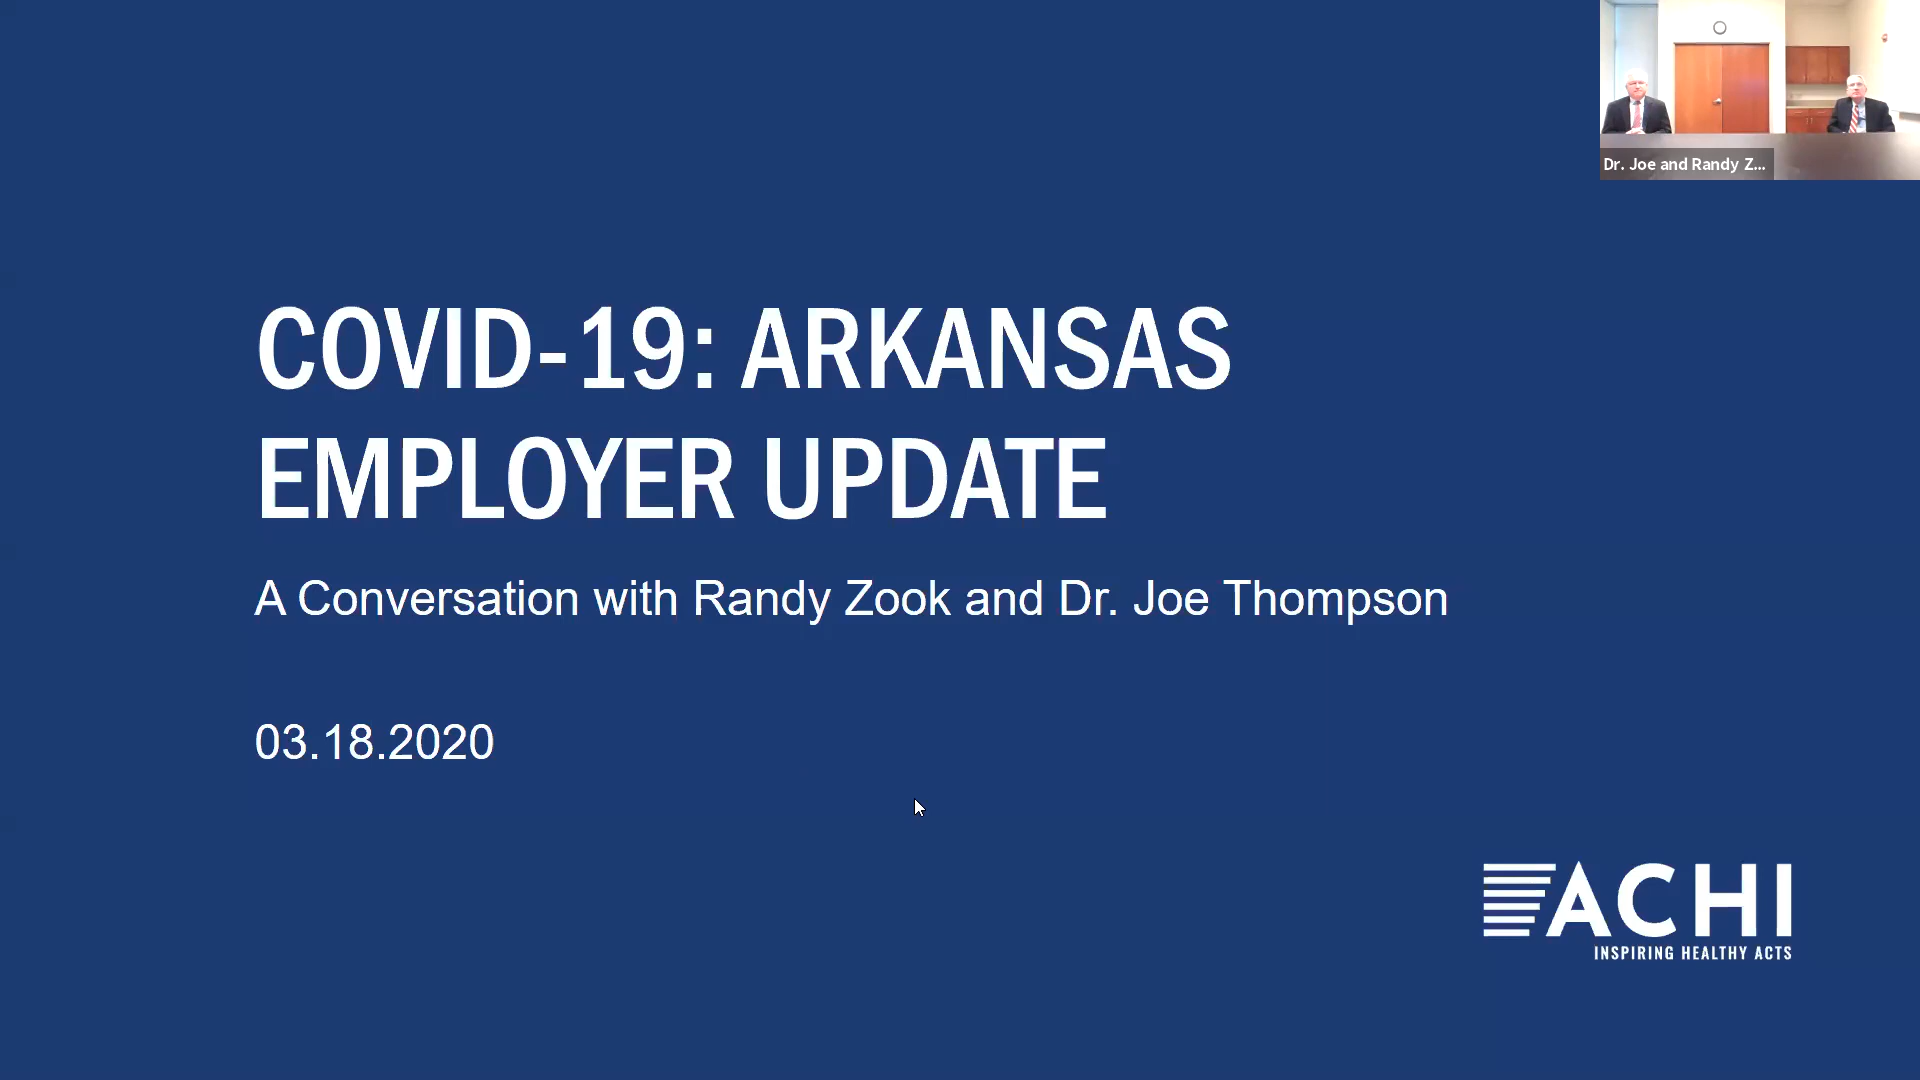 Dr. Joe and Randy Z...
COVID-19: ARKANSAS
EMPLOYER UPDATE
A Conversation with Randy Zook and Dr. Joe Thompson
03.18.2020
ACHI
INSPIRING HEALTHY ACTS